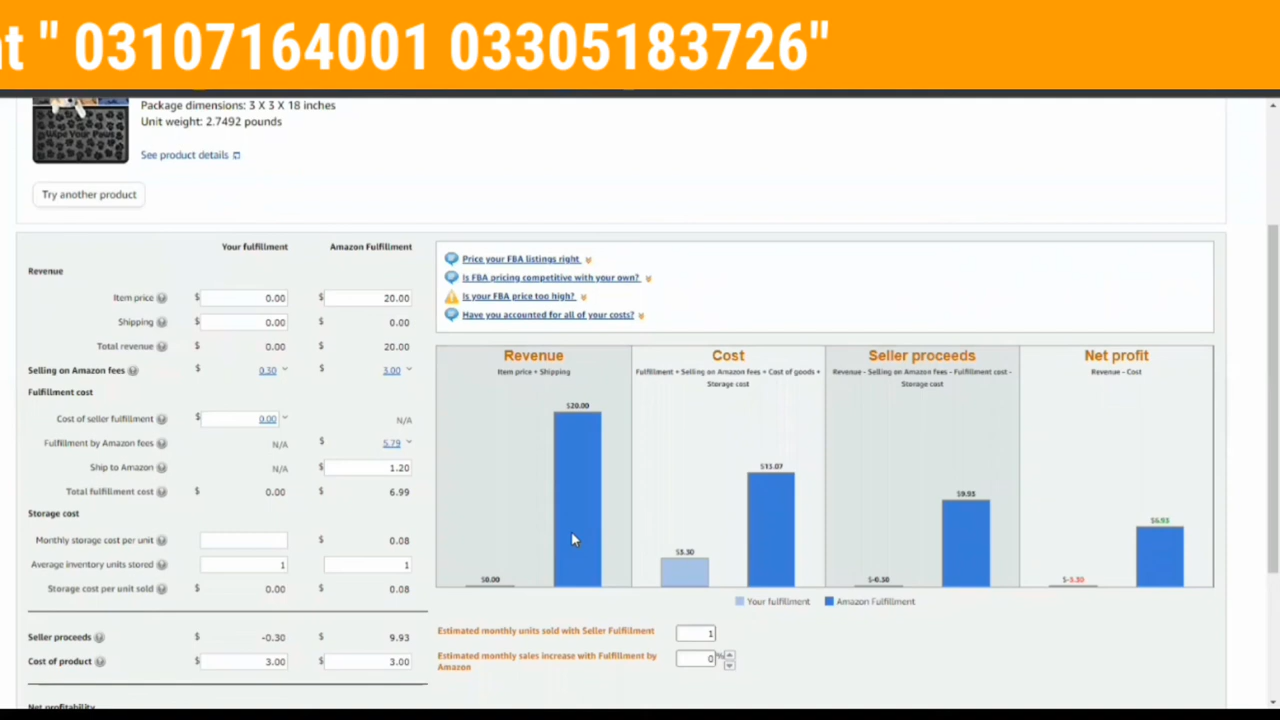 nt " 03107164001 03305183726"
Package dimensions: 3 X 3 X 18 inches
Unit weight: 2.7492 pounds
Wipe Your Paws
See product details
Try another product
Your fulfillment Amazon Fulfillment
Revenue
Item price $ 0.00 $ 20.00
Shipping $ 0.00 $ 0.00
Total revenue $ 0.00 $ 20.00
Selling on Amazon fees $ 0.30 $ 3.00
Fulfillment cost
Cost of seller fulfillment $ 0.00 N/A
Fulfillment by Amazon fees N/A $ 5.79
Ship to Amazon N/A $ 1.20
Total fulfillment cost $ 0.00 $ 6.99
Storage cost
Monthly storage cost per unit $ 0.08
Average inventory units stored 1 1
Storage cost per unit sold $ 0.00 $ 0.08
Seller proceeds $ -0.30 $ 9.93
Cost of product $ 3.00 $ 3.00
Net profitability
Price your FBA listings right
Is FBA pricing competitive with your own?
Is your FBA price too high?
Have you accounted for all of your costs?
Revenue
Item price + Shipping
$20.00
$0.00
Cost
Fulfillment + Selling on Amazon fees + Cost of goods +
Storage cost
$13.07
$3.30
Seller proceeds
Revenue - Selling on Amazon fees - Fulfillment cost -
Storage cost
$9.93
$-0.30
Net profit
Revenue - Cost
$6.93
$-3.30
Your fulfillment Amazon Fulfillment
Estimated monthly units sold with Seller Fulfillment 1
Estimated monthly sales increase with Fulfillment by 0 %
Amazon